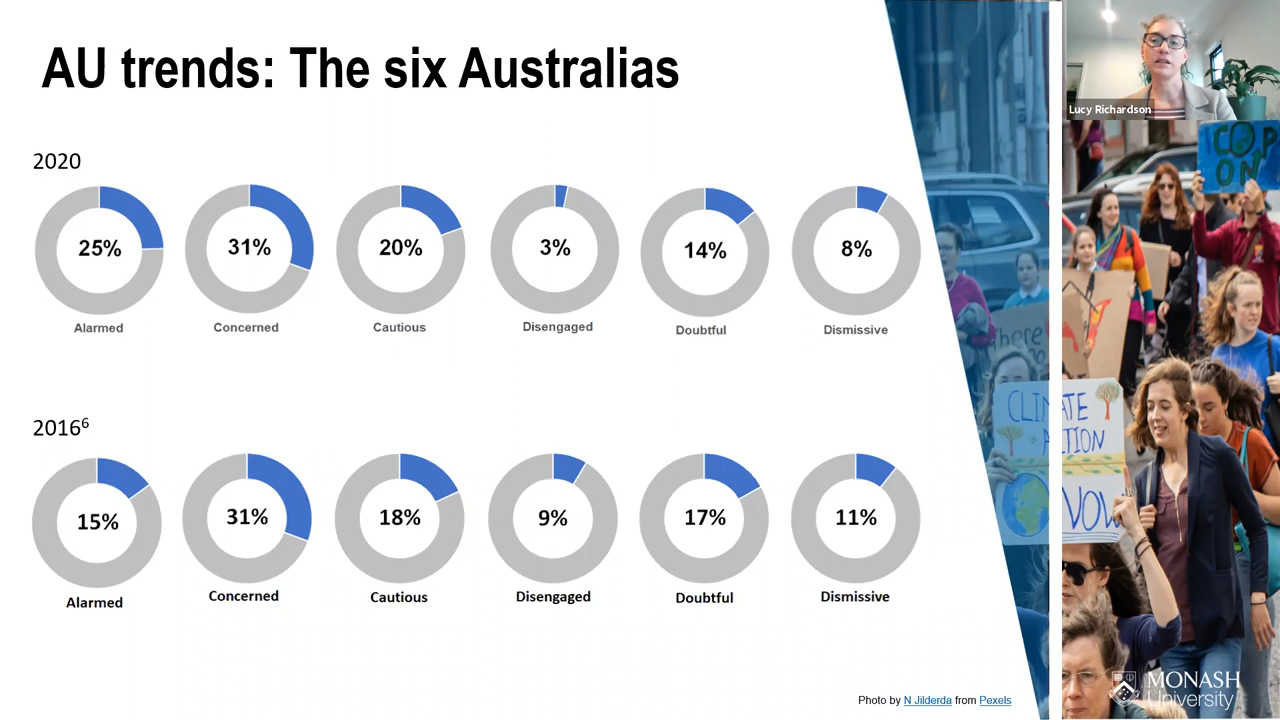 AU trends: The six Australias
Lucy Richardson
2020
25%
31%
20%
3%
14%
8%
Alarmed
Concerned
Cautious
Disengaged
Doubtful
Dismissive
2016⁶
15%
31%
18%
9%
17%
11%
Alarmed
Concerned
Cautious
Disengaged
Doubtful
Dismissive
COP
ON
here
CLIMATE
ACTION
NOW
Photo by N Jilderda from Pexels
MONASH
University